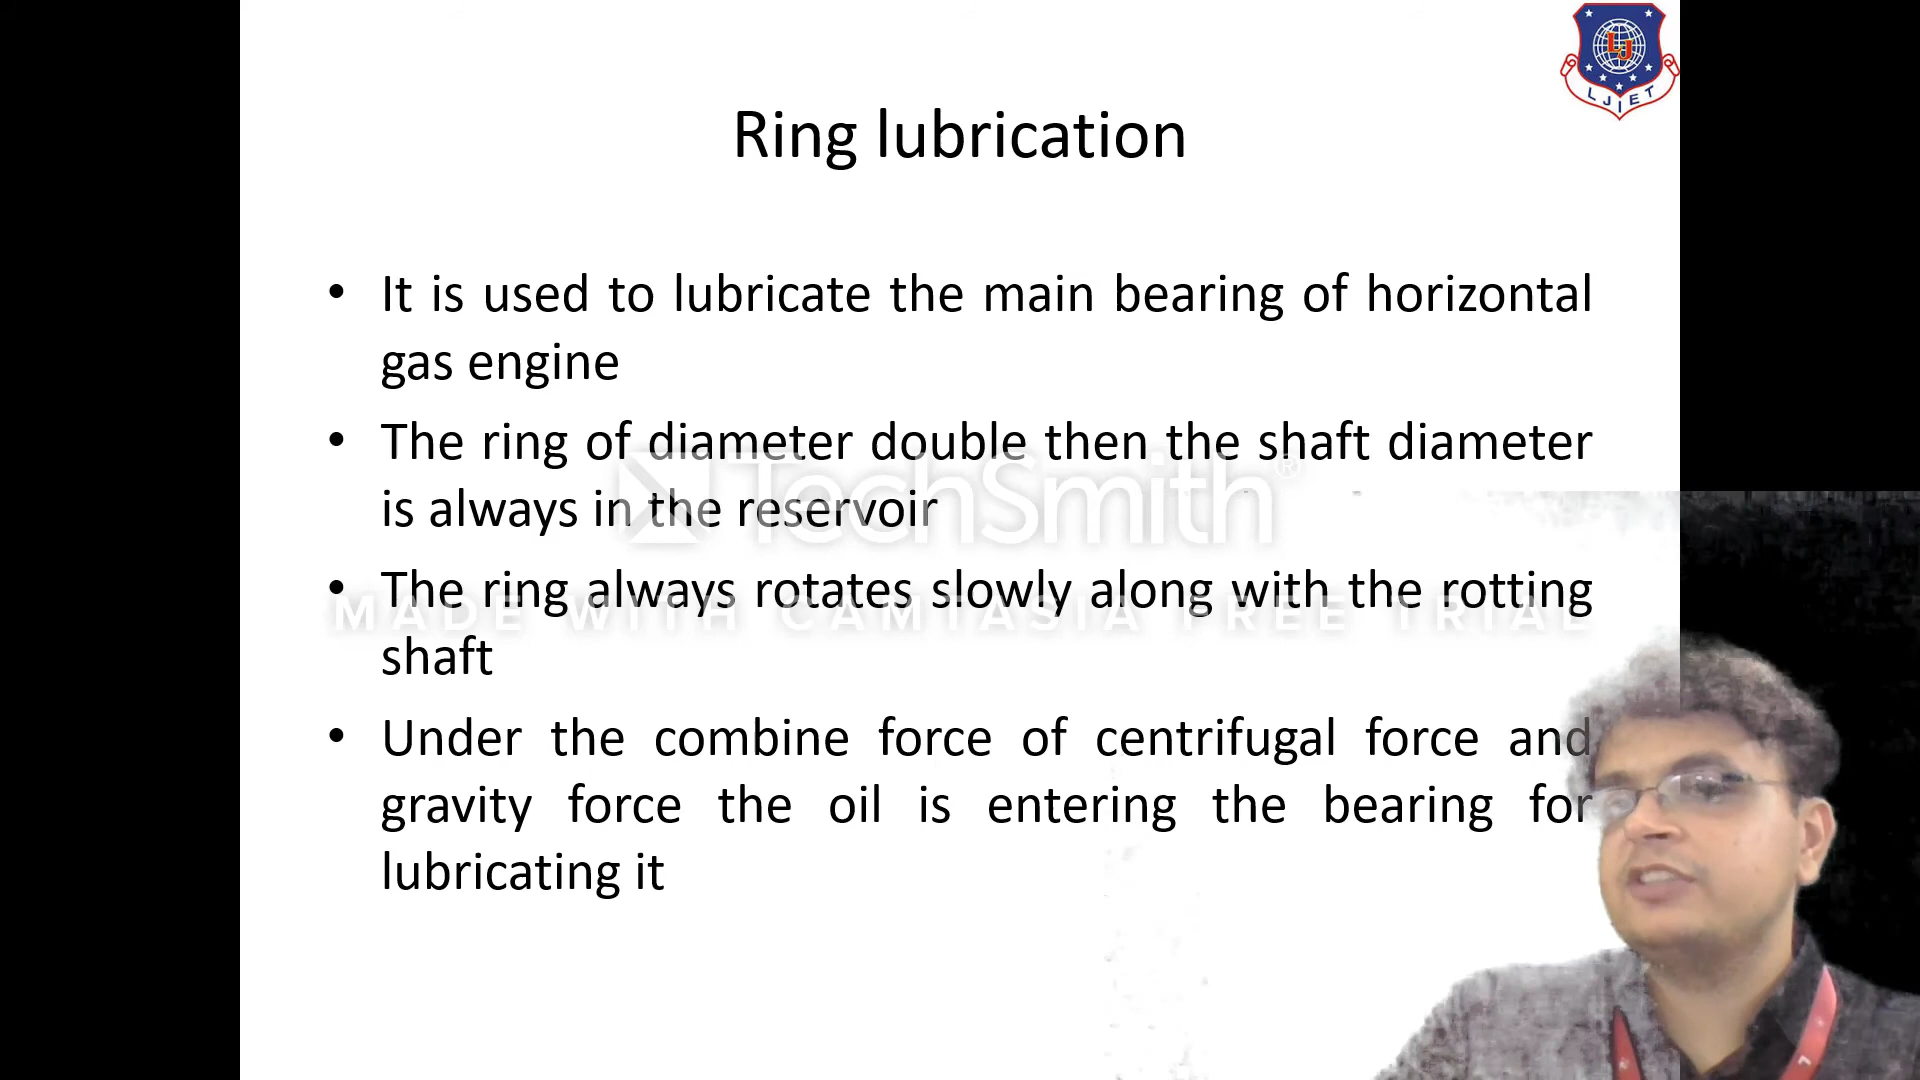 LJ
LJIET
Ring lubrication
• It is used to lubricate the main bearing of horizontal
gas engine
• The ring of diameter double then the shaft diameter
is always in the reservoir
• The ring always rotates slowly along with the rotting
shaft
• Under the combine force of centrifugal force and
gravity force the oil is entering the bearing for
lubricating it
TechSmith®
MADE WITH CAMTASIA FREE TRIAL